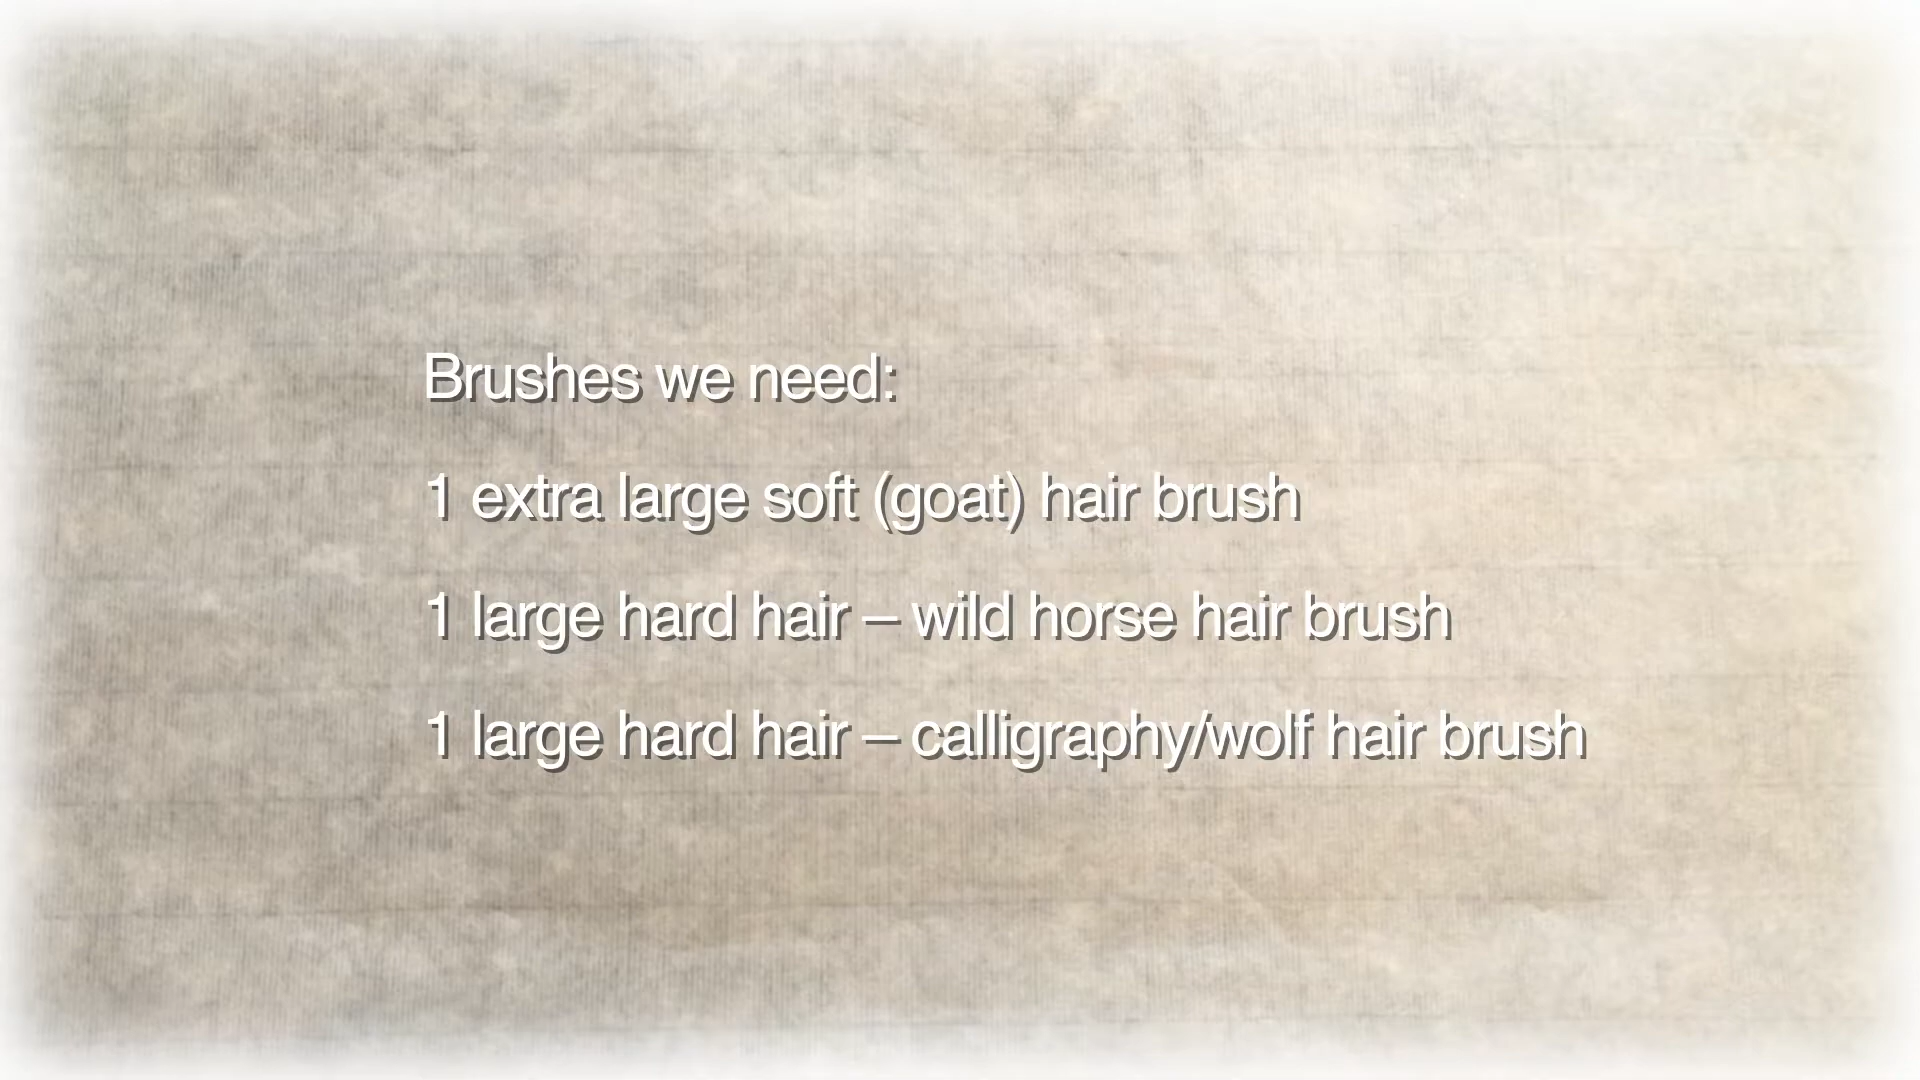 Brushes we need:
1 extra large soft (goat) hair brush
1 large hard hair – wild horse hair brush
1 large hard hair – calligraphy/wolf hair brush